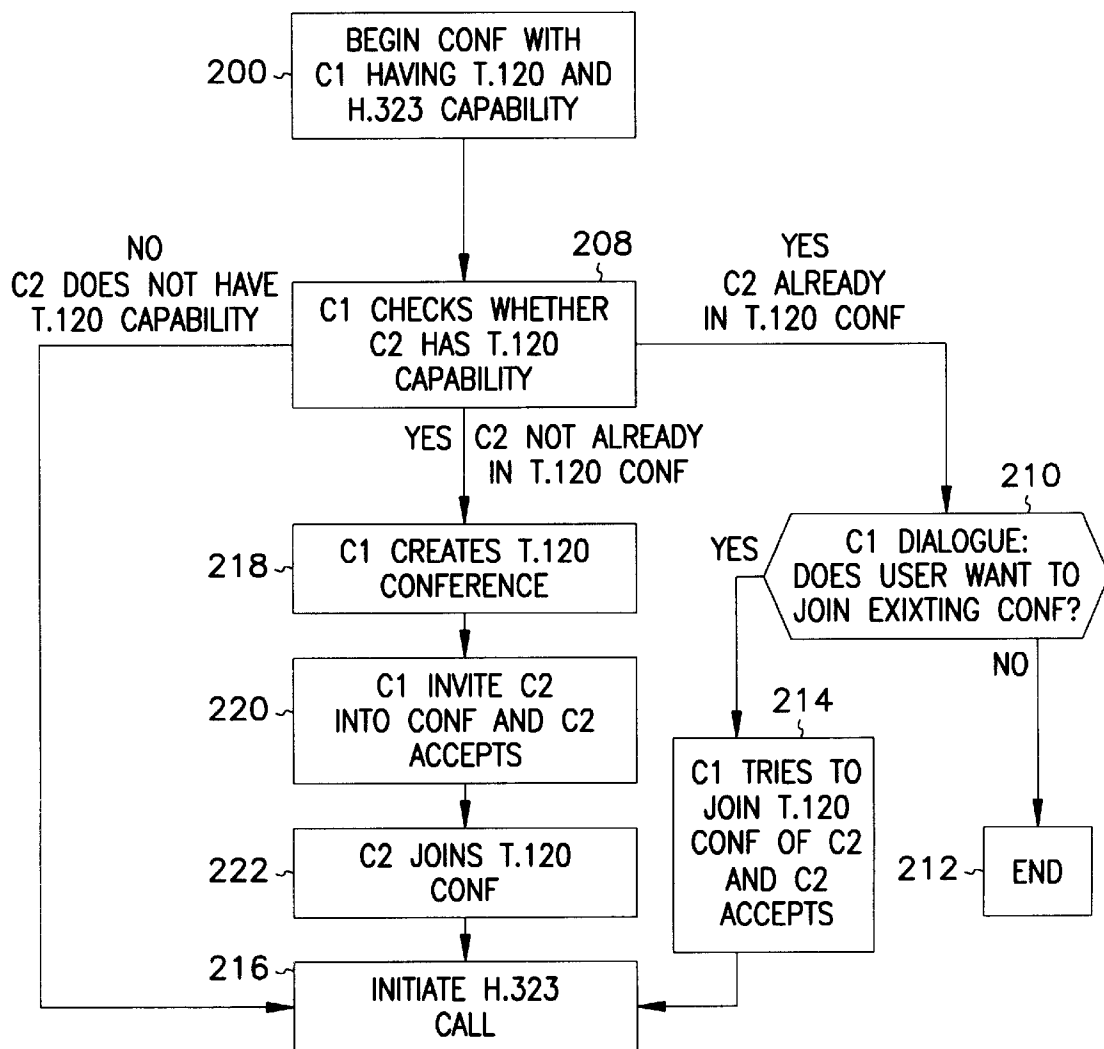 BEGIN CONF WITH
C1 HAVING T.120 AND
H.323 CAPABILITY
200
NO
C2 DOES NOT HAVE
T.120 CAPABILITY
208
C1 CHECKS WHETHER
C2 HAS T.120
CAPABILITY
YES
C2 ALREADY
IN T.120 CONF
YES
C2 NOT ALREADY
IN T.120 CONF
210
C1 DIALOGUE:
DOES USER WANT TO
JOIN EXIXTING CONF?
YES
NO
218
C1 CREATES T.120
CONFERENCE
220
C1 INVITE C2
INTO CONF AND C2
ACCEPTS
214
C1 TRIES TO
JOIN T.120
CONF OF C2
AND C2
ACCEPTS
212
END
222
C2 JOINS T.120
CONF
216
INITIATE H.323
CALL